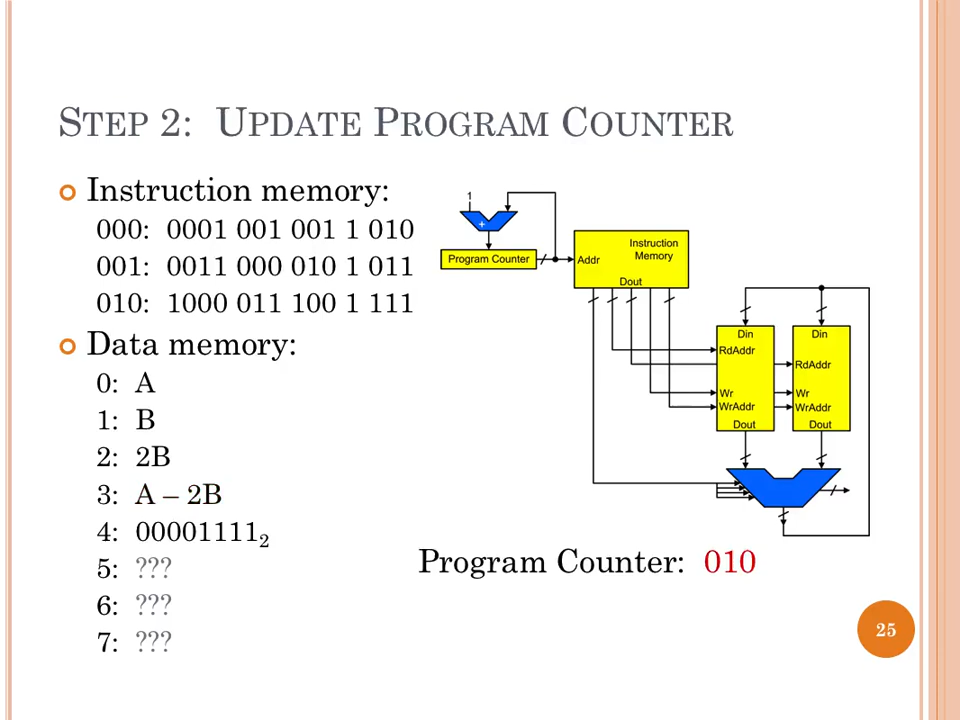 STEP 2: UPDATE PROGRAM COUNTER
Instruction memory:
000: 0001 001 001 1 010
001: 0011 000 010 1 011
010: 1000 011 100 1 111
Data memory:
0: A
1: B
2: 2B
3: A – 2B
4: 00001111₂
5: ???
6: ???
7: ???
1
+
Program Counter
Addr
Instruction
Memory
Dout
Din
RdAddr
Wr
WrAddr
Dout
Din
RdAddr
Wr
WrAddr
Dout
Program Counter: 010
25